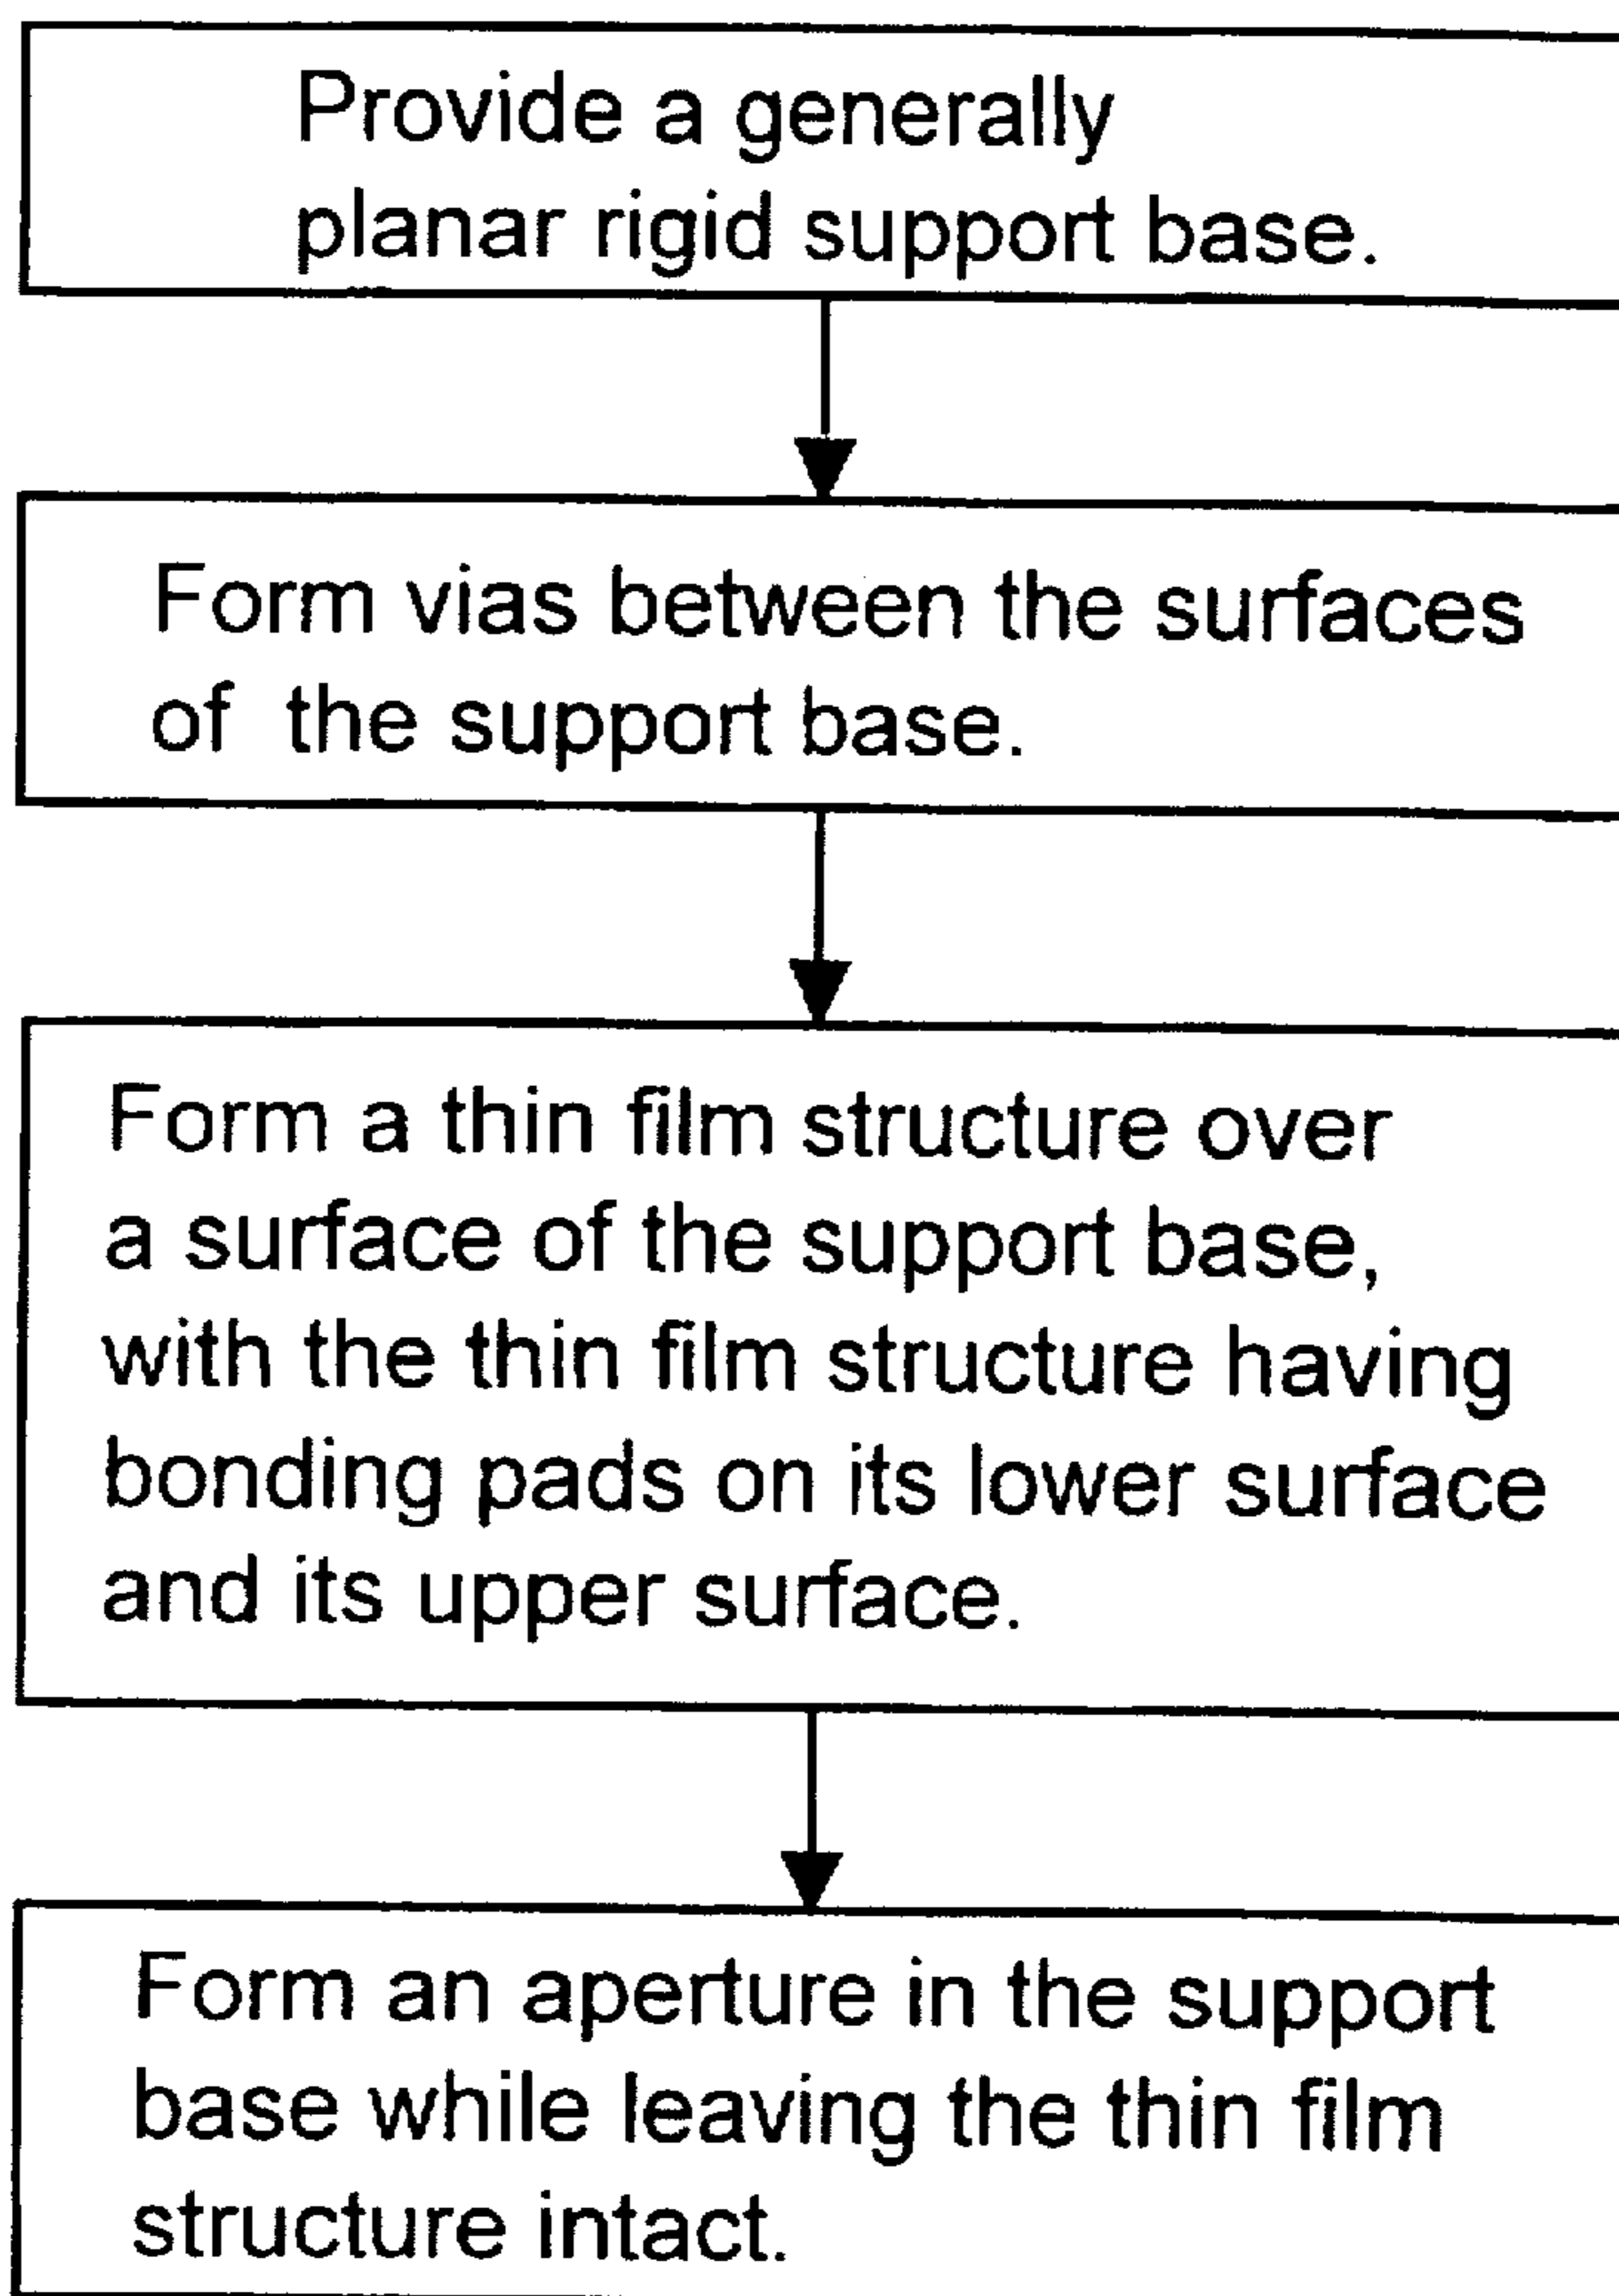 Provide a generally
planar rigid support base.
Form vias between the surfaces
of the support base.
Form a thin film structure over
a surface of the support base,
with the thin film structure having
bonding pads on its lower surface
and its upper surface.
Form an aperture in the support
base while leaving the thin film
structure intact.